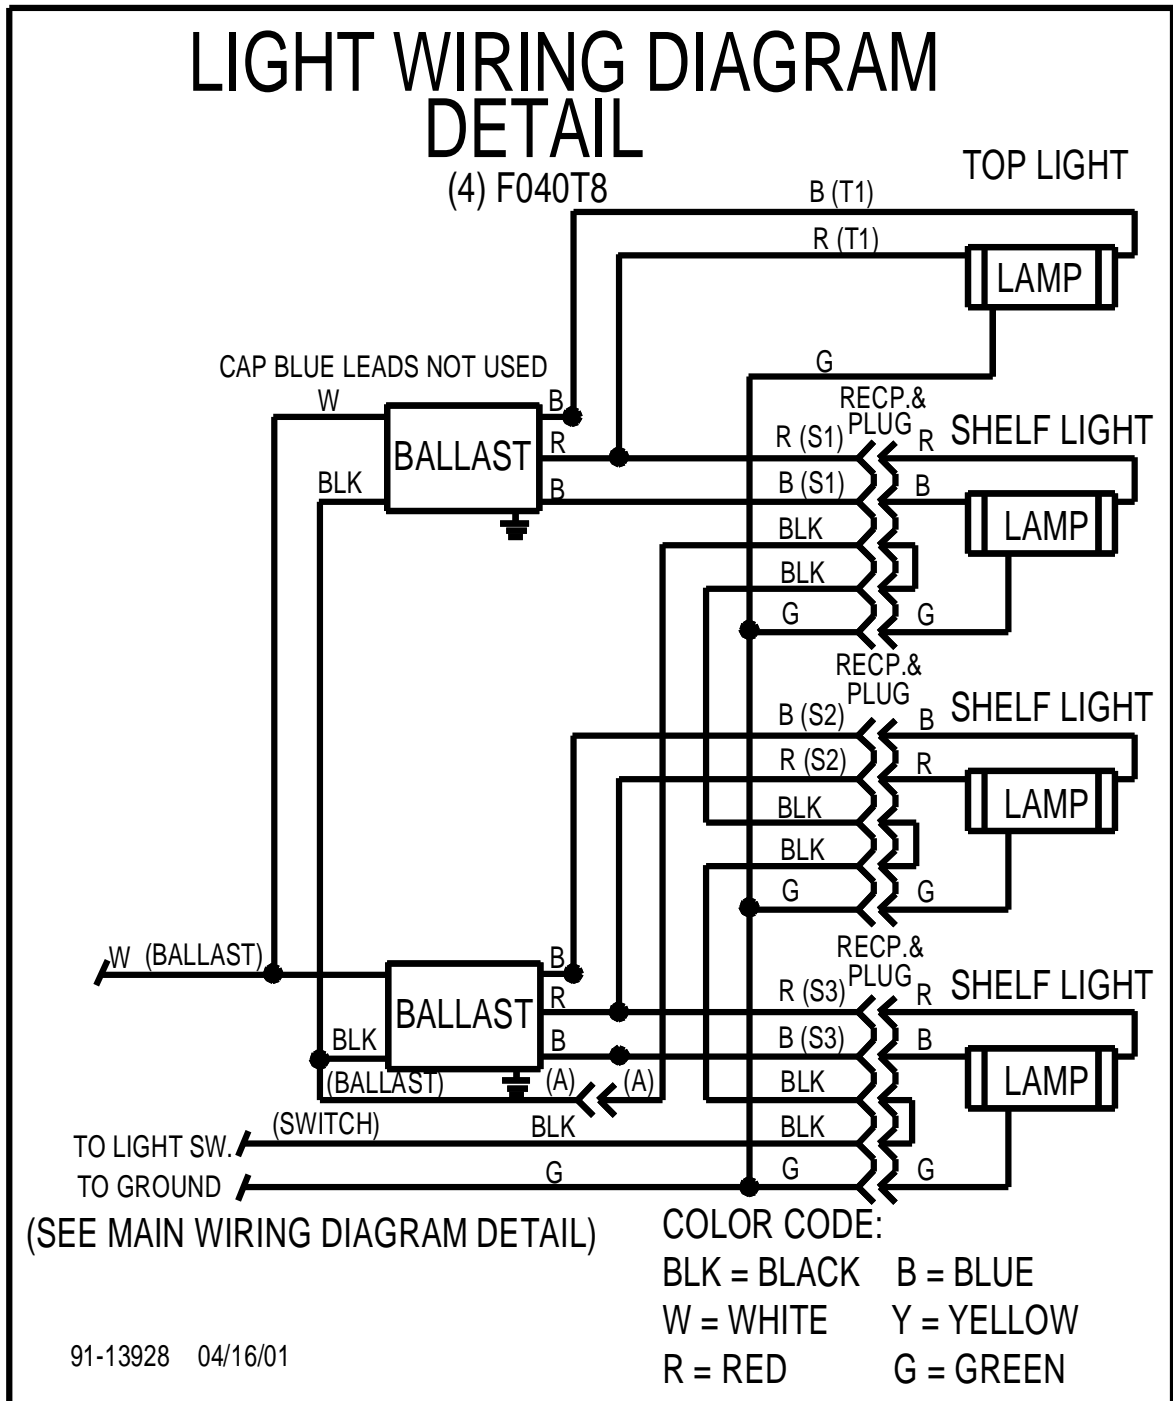 LIGHT WIRING DIAGRAM
DETAIL
(4) F040T8
TOP LIGHT
B (T1)
R (T1)
LAMP
G
CAP BLUE LEADS NOT USED
W
B
RECP.&
PLUG
SHELF LIGHT
R
R (S1)
R
BALLAST
BLK
B
B (S1)
B
LAMP
BLK
BLK
G
G
RECP.&
PLUG
SHELF LIGHT
B (S2)
B
R (S2)
R
LAMP
BLK
BLK
G
G
RECP.&
PLUG
SHELF LIGHT
W (BALLAST)
B
R
R (S3)
R
BALLAST
BLK
B
B (S3)
B
LAMP
(BALLAST)
(A)
(A)
BLK
(SWITCH)
BLK
BLK
TO LIGHT SW.
TO GROUND
G
G
G
(SEE MAIN WIRING DIAGRAM DETAIL)
COLOR CODE:
BLK = BLACK B = BLUE
W = WHITE Y = YELLOW
R = RED G = GREEN
91-13928 04/16/01